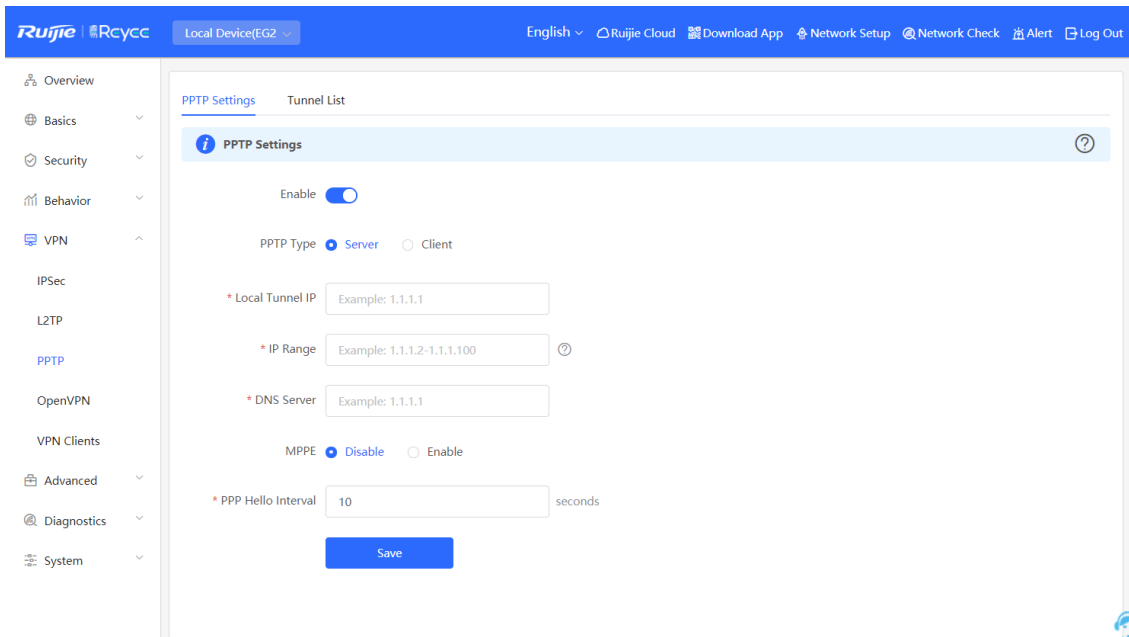 Ruijie Rcycc Local Device(EG2 English Ruijie Cloud Download App Network Setup Network Check Alert Log Out
Overview
Basics
Security
Behavior
VPN
IPSec
L2TP
PPTP
OpenVPN
VPN Clients
Advanced
Diagnostics
System
PPTP Settings Tunnel List
PPTP Settings
Enable
PPTP Type Server Client
* Local Tunnel IP Example: 1.1.1.1
* IP Range Example: 1.1.1.2-1.1.1.100
* DNS Server Example: 1.1.1.1
MPPE Disable Enable
* PPP Hello Interval 10 seconds
Save